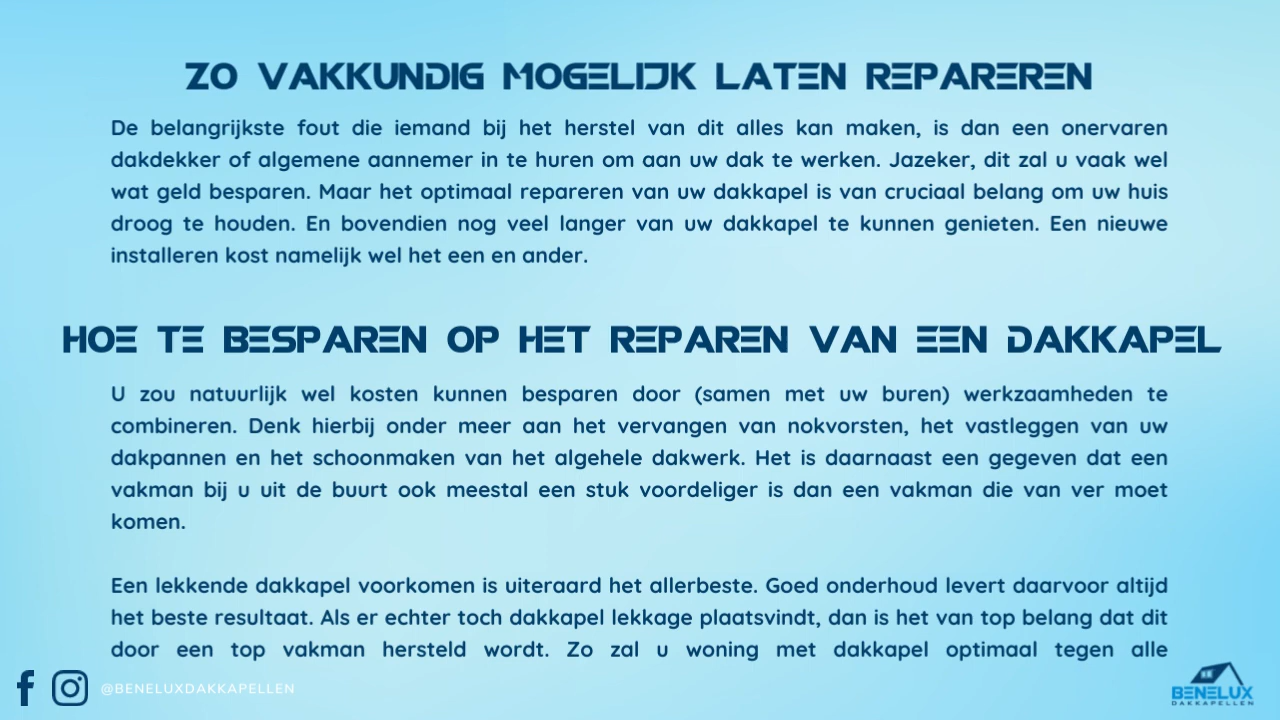 ZO VAKKUNDIG MOGELIJK LATEN REPAREREN
De belangrijkste fout die iemand bij het herstel van dit alles kan maken, is dan een onervaren
dakdekker of algemene aannemer in te huren om aan uw dak te werken. Jazeker, dit zal u vaak wel
wat geld besparen. Maar het optimaal repareren van uw dakkapel is van cruciaal belang om uw huis
droog te houden. En bovendien nog veel langer van uw dakkapel te kunnen genieten. Een nieuwe
installeren kost namelijk wel het een en ander.
HOE TE BESPAREN OP HET REPAREN VAN EEN DAKKAPEL
U zou natuurlijk wel kosten kunnen besparen door (samen met uw buren) werkzaamheden te
combineren. Denk hierbij onder meer aan het vervangen van nokvorsten, het vastleggen van uw
dakpannen en het schoonmaken van het algehele dakwerk. Het is daarnaast een gegeven dat een
vakman bij u uit de buurt ook meestal een stuk voordeliger is dan een vakman die van ver moet
komen.
Een lekkende dakkapel voorkomen is uiteraard het allerbeste. Goed onderhoud levert daarvoor altijd
het beste resultaat. Als er echter toch dakkapel lekkage plaatsvindt, dan is het van top belang dat dit
door een top vakman hersteld wordt. Zo zal u woning met dakkapel optimaal tegen alle
@BENELUXDAKKAPELLEN
BENELUX
DAKKAPELLEN